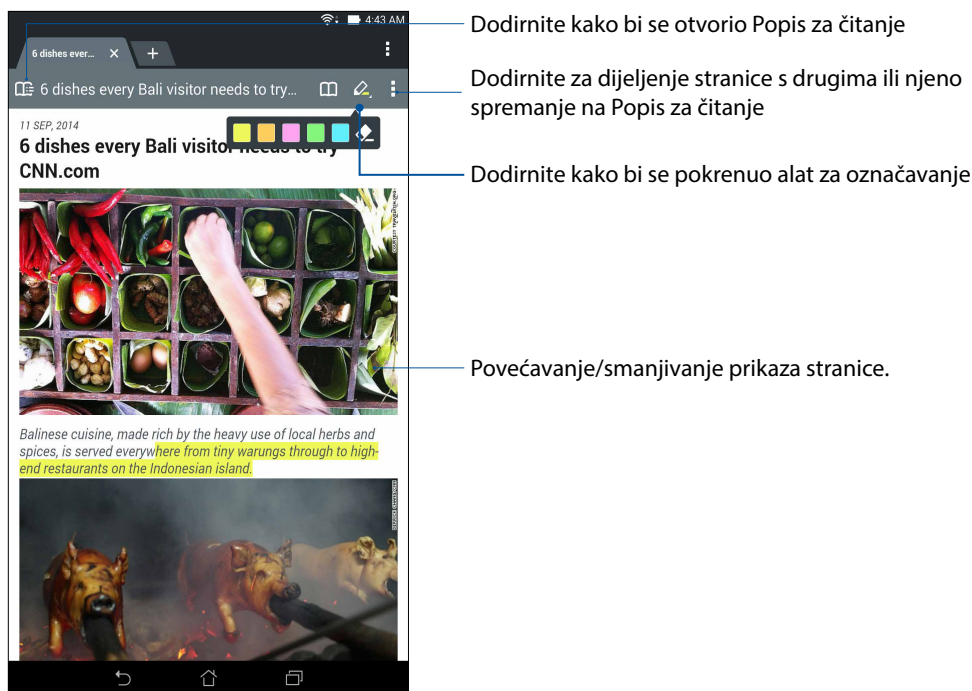 4:43 AM
6 dishes ever...
6 dishes every Bali visitor needs to try...
11 SEP, 2014
6 dishes every Bali visitor needs to try
CNN.com
Balinese cuisine, made rich by the heavy use of local herbs and
spices, is served everywhere from tiny warungs through to high-
end restaurants on the Indonesian island.
Dodirnite kako bi se otvorio Popis za čitanje
Dodirnite za dijeljenje stranice s drugima ili njeno
spremanje na Popis za čitanje
Dodirnite kako bi se pokrenuo alat za označavanje
Povećavanje/smanjivanje prikaza stranice.